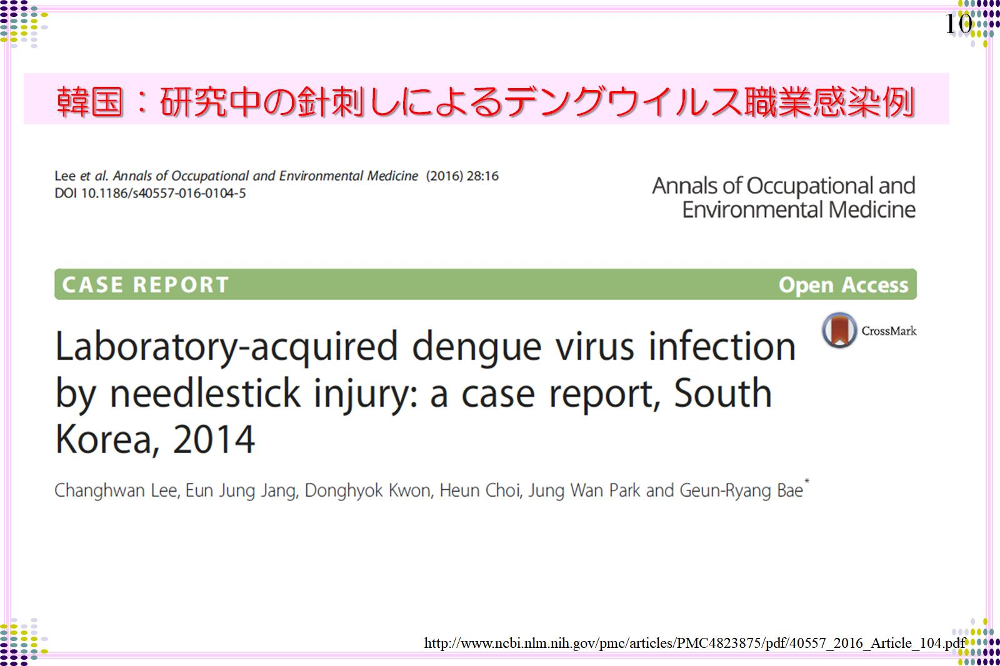 10
韓国：研究中の針刺しによるデングウイルス職業感染例
Lee et al. Annals of Occupational and Environmental Medicine (2016) 28:16
DOI 10.1186/s40557-016-0104-5
Annals of Occupational and
Environmental Medicine
CASE REPORT
Open Access
CrossMark
Laboratory-acquired dengue virus infection
by needlestick injury: a case report, South
Korea, 2014
Changhwan Lee, Eun Jung Jang, Donghyok Kwon, Heun Choi, Jung Wan Park and Geun-Ryang Bae*
http://www.ncbi.nlm.nih.gov/pmc/articles/PMC4823875/pdf/40557_2016_Article_104.pdf